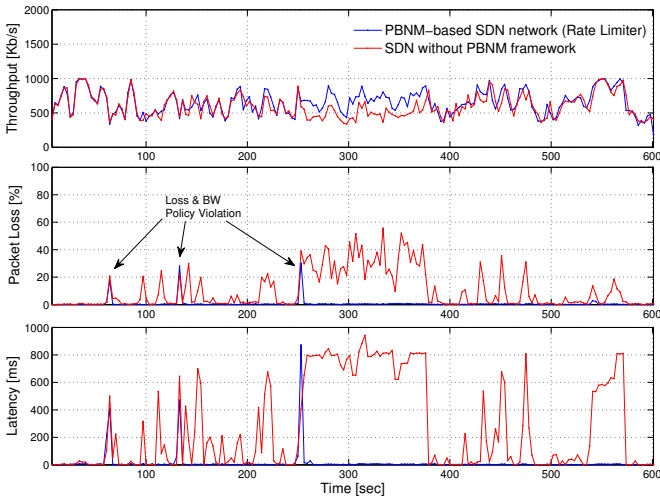 2000
1500
1000
500
0
Throughput [Kb/s]
PBNM−based SDN network (Rate Limiter)
SDN without PBNM framework
100 200 300 400 500 600
100
80
60
40
20
0
Packet Loss [%]
Loss & BW
Policy Violation
100 200 300 400 500 600
1000
800
600
400
200
0
Latency [ms]
100 200 300 400 500 600
Time [sec]